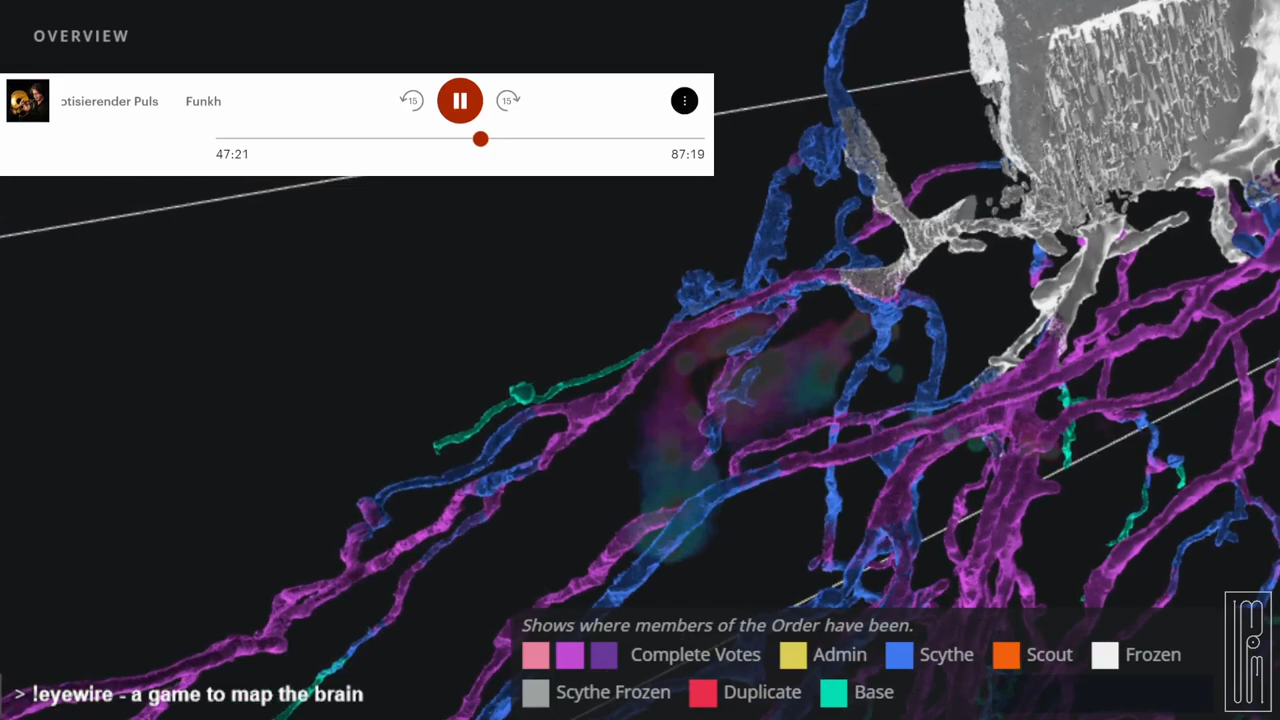 OVERVIEW
otisierender Puls Funkh
15 15
47:21 87:19
Shows where members of the Order have been.
Complete Votes Admin Scythe Scout Frozen
Scythe Frozen Duplicate Base
> !eyewire - a game to map the brain